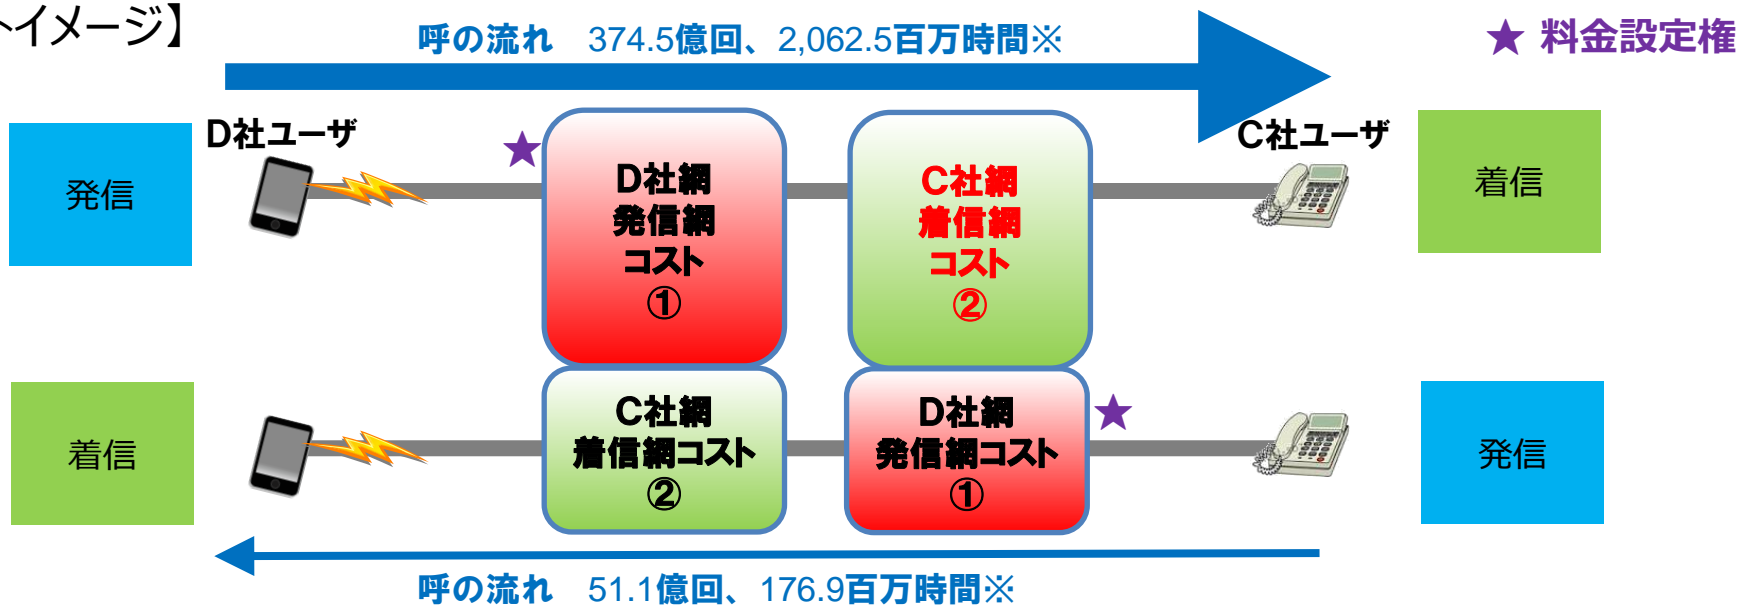 トイメージ】
呼の流れ　374.5億回、2,062.5百万時間※
★ 料金設定権
D社ユーザ
C社ユーザ
発信
D社網
発信網
コスト
①
C社網
着信網
コスト
②
着信
着信
C社網
着信網コスト
②
D社網
発信網コスト
①
発信
呼の流れ　51.1億回、176.9百万時間※